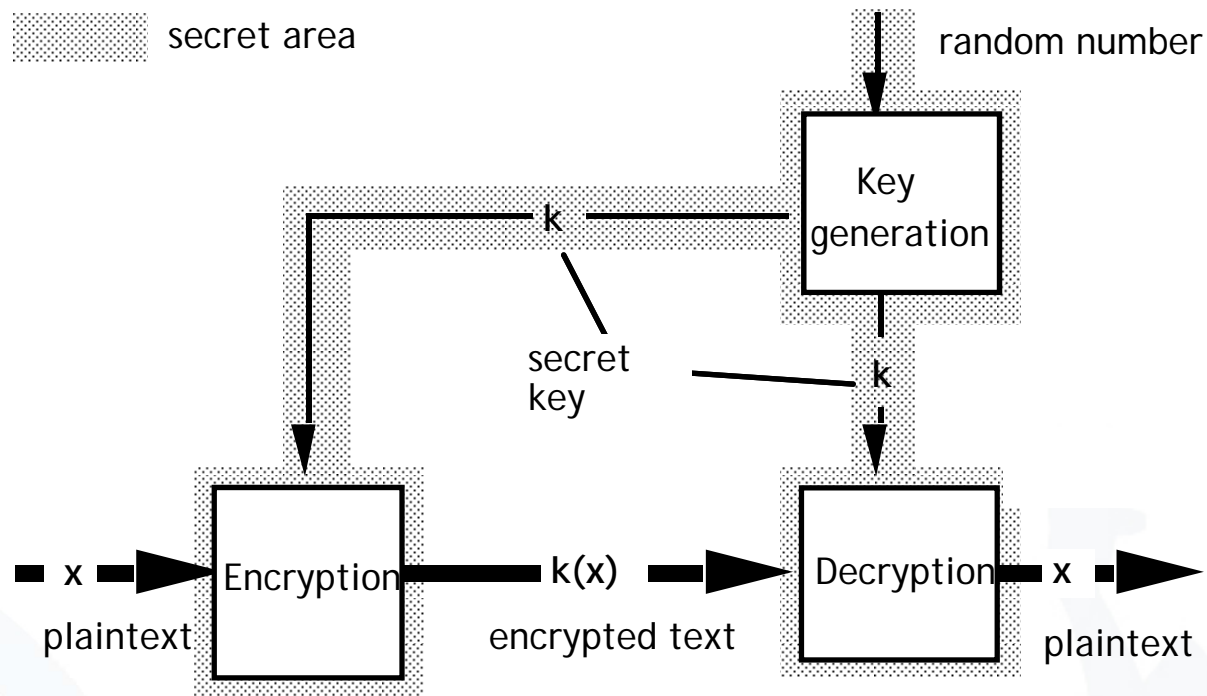 secret area
random number
Key
generation
k
secret
key
k
x
Encryption
k(x)
Decryption
x
plaintext
encrypted text
plaintext